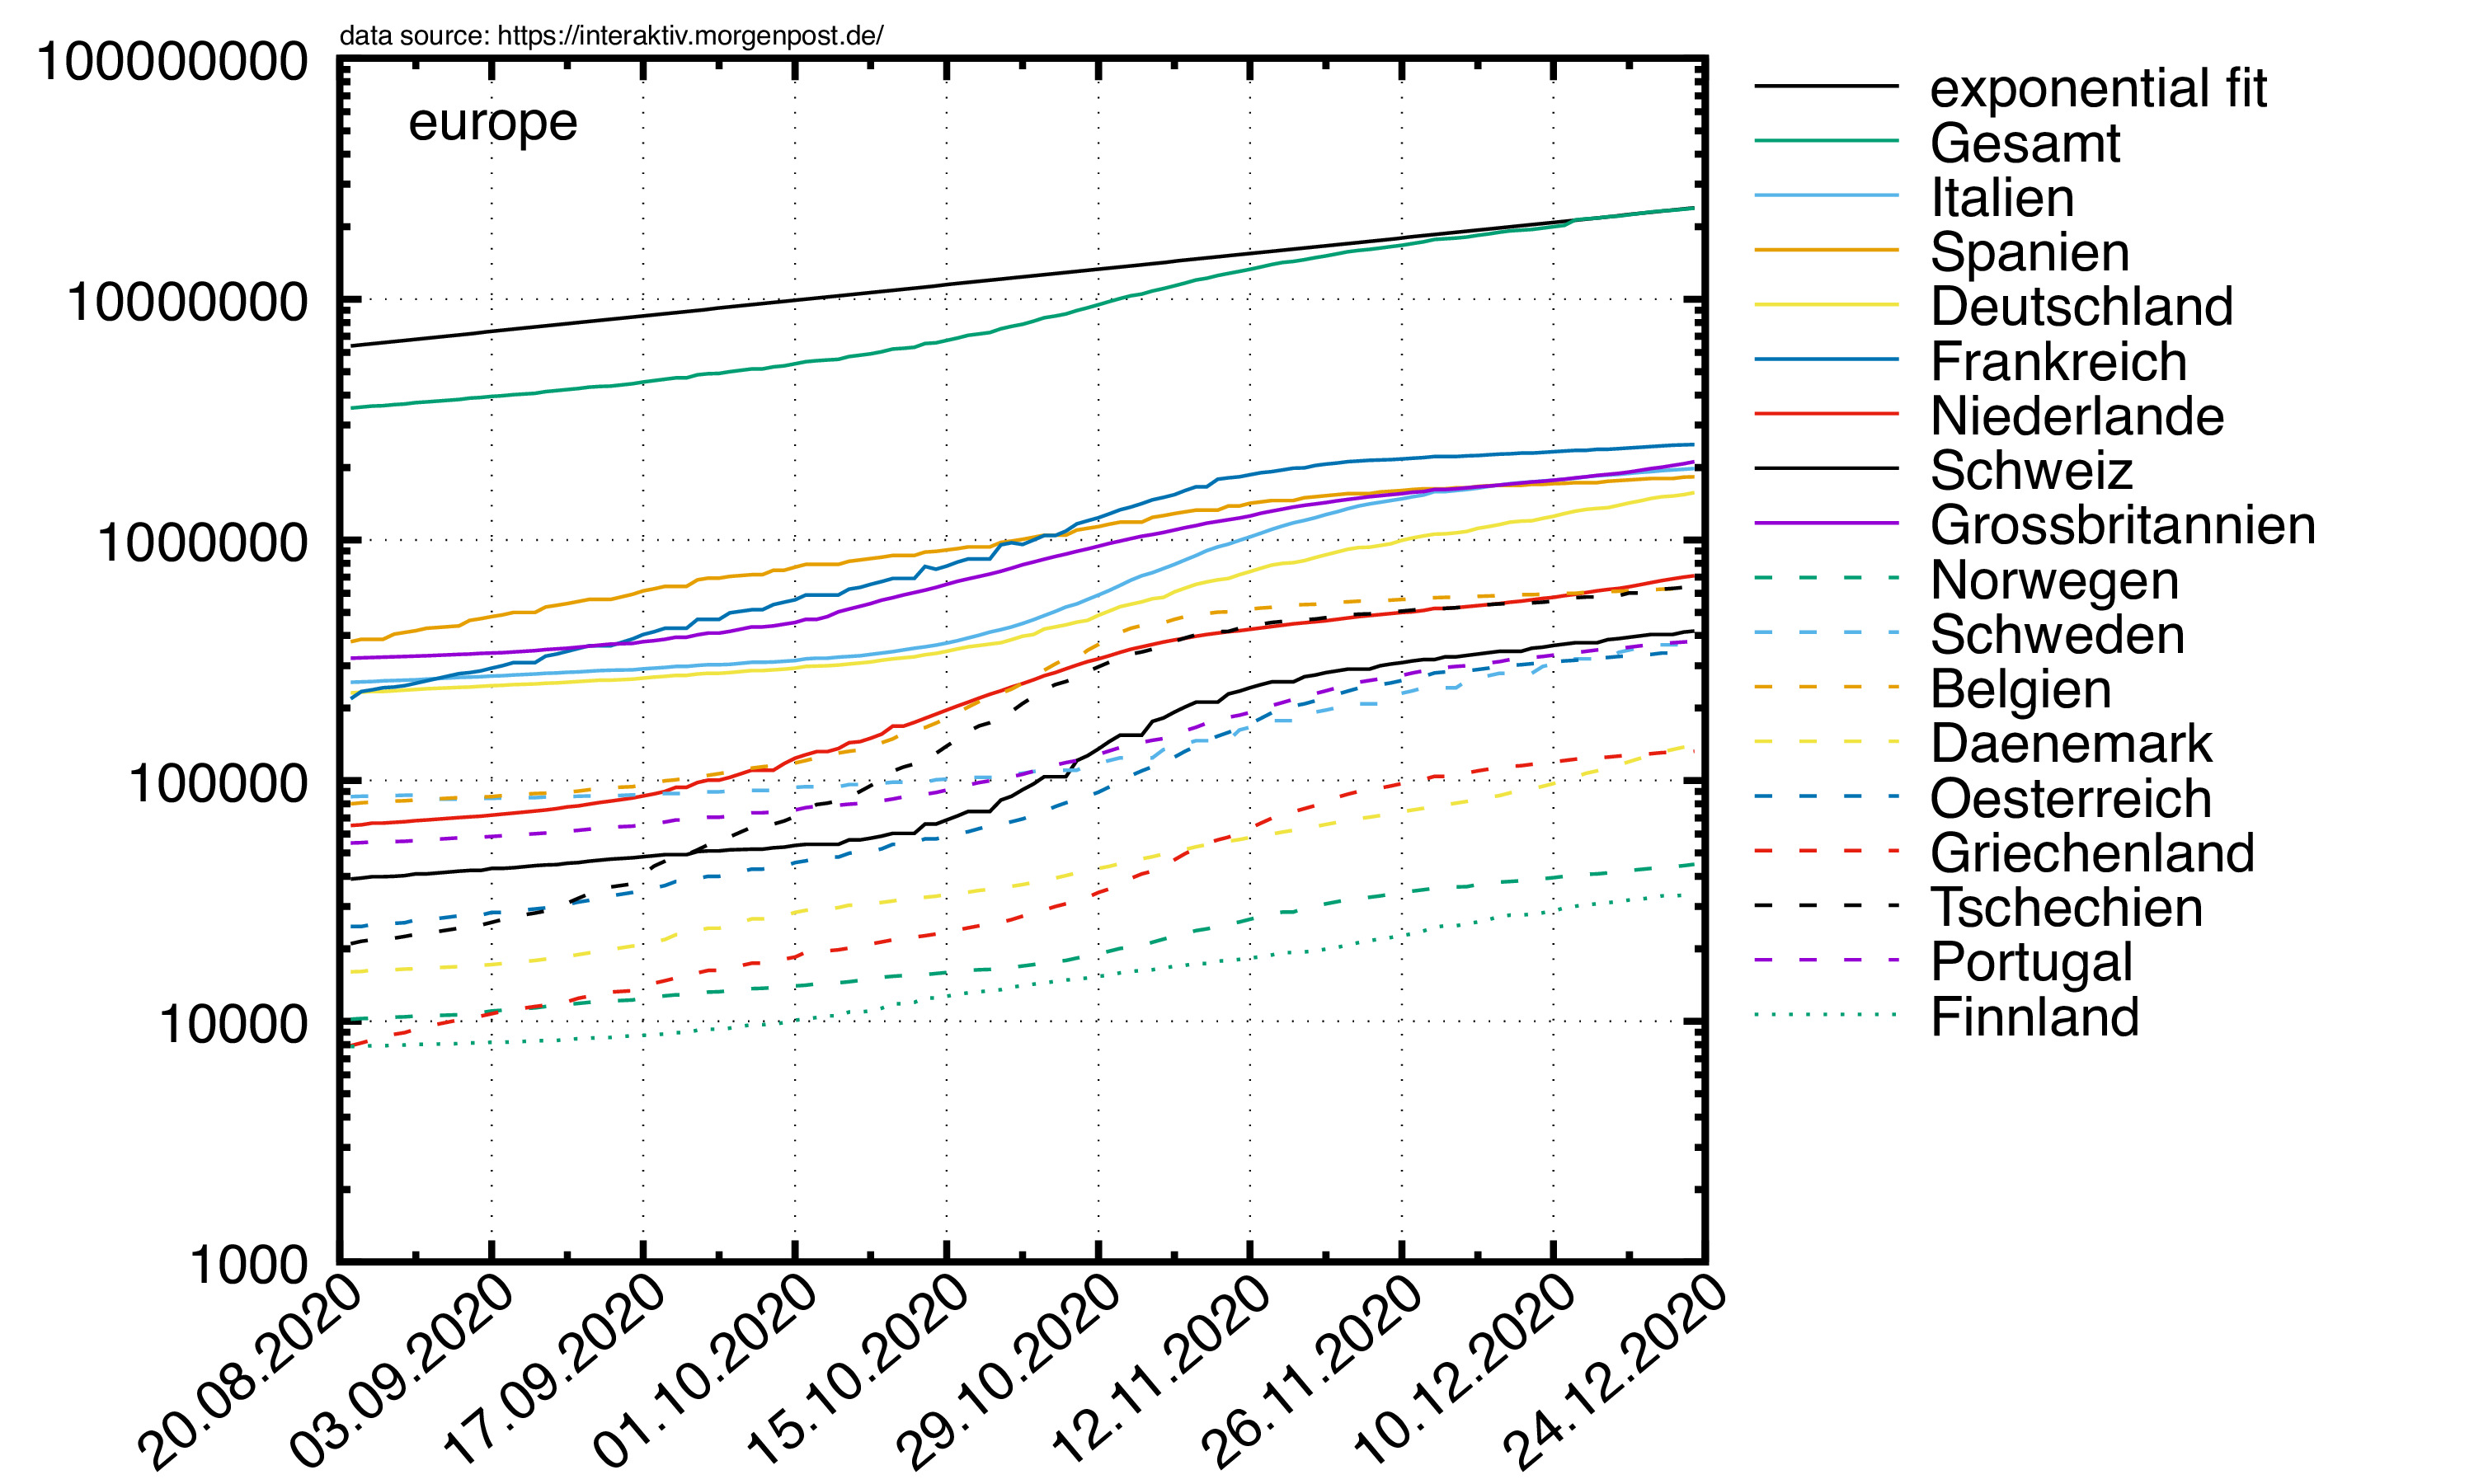 data source: https://interaktiv.morgenpost.de/
europe
100000000
10000000
1000000
100000
10000
1000
20.08.2020
03.09.2020
17.09.2020
01.10.2020
15.10.2020
29.10.2020
12.11.2020
26.11.2020
10.12.2020
24.12.2020
exponential fit
Gesamt
Italien
Spanien
Deutschland
Frankreich
Niederlande
Schweiz
Grossbritannien
Norwegen
Schweden
Belgien
Daenemark
Oesterreich
Griechenland
Tschechien
Portugal
Finnland